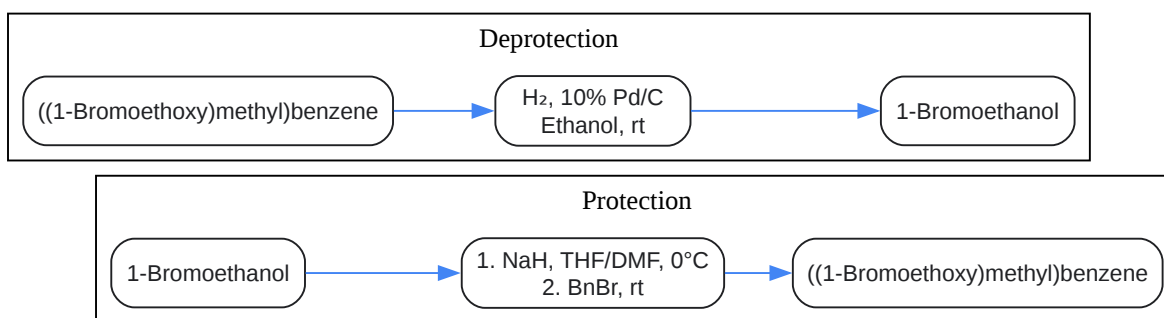 Deprotection
((1-Bromoethoxy)methyl)benzene
H₂, 10% Pd/C
Ethanol, rt
1-Bromoethanol
Protection
1-Bromoethanol
1. NaH, THF/DMF, 0°C
2. BnBr, rt
((1-Bromoethoxy)methyl)benzene